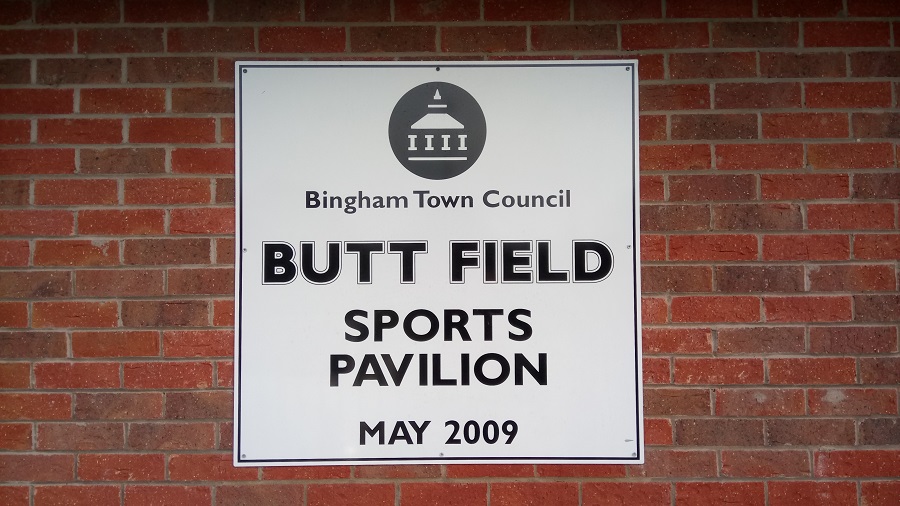 Bingham Town Council
BUTT FIELD
SPORTS
PAVILION
MAY 2009